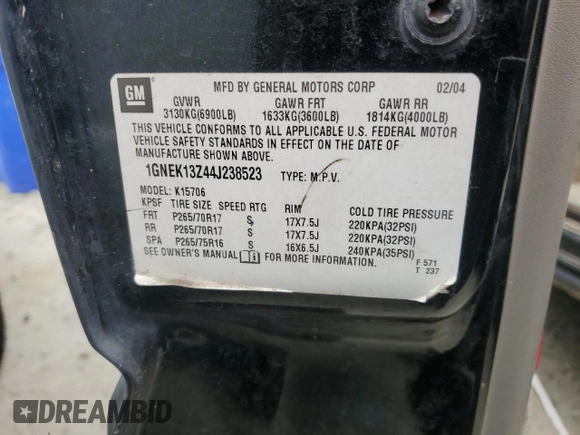 GM
MFD BY GENERAL MOTORS CORP 02/04
GVWR GAWR FRT GAWR RR
3130KG(6900LB) 1633KG(3600LB) 1814KG(4000LB)
THIS VEHICLE CONFORMS TO ALL APPLICABLE U.S. FEDERAL MOTOR
VEHICLE SAFETY STANDARDS IN EFFECT ON THE DATE OF
MANUFACTURE SHOWN ABOVE.
1GNEK13Z44J238523 TYPE: M.P.V.
MODEL: K15706
KPSF TIRE SIZE SPEED RTG RIM COLD TIRE PRESSURE
FRT P265/70R17 S 17X7.5J 220KPA(32PSI)
RR P265/70R17 S 17X7.5J 220KPA(32PSI)
SPA P265/75R16 S 16X6.5J 240KPA(35PSI)
SEE OWNER'S MANUAL FOR MORE INFORMATION.
F 571
T 237
DREAMBID